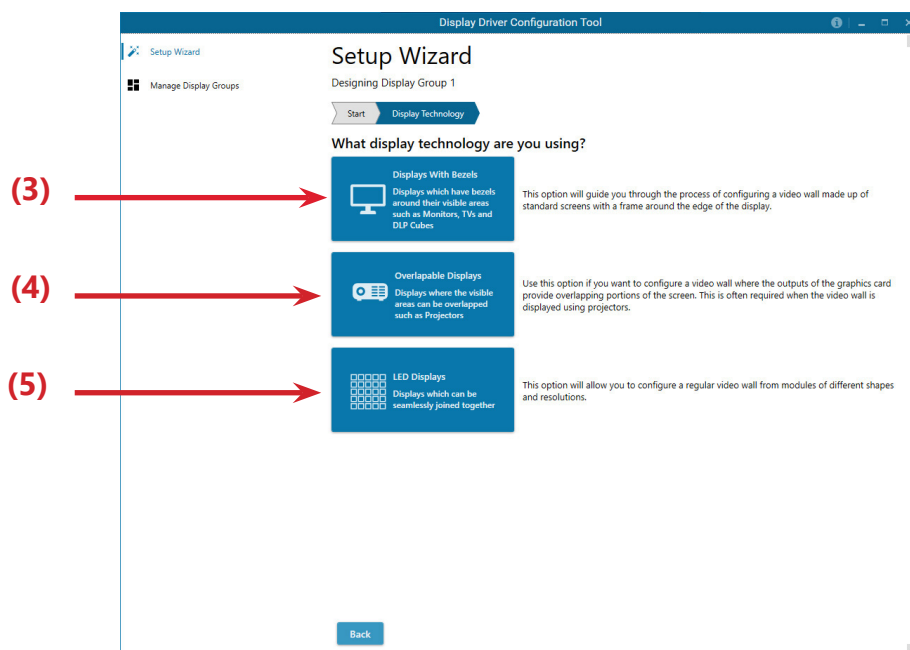 Display Driver Configuration Tool
Setup Wizard
Manage Display Groups
Setup Wizard
Designing Display Group 1
Start
Display Technology
What display technology are you using?
(3)
Displays With Bezels
Displays which have bezels
around their visible areas
such as Monitors, TVs and
DLP Cubes
This option will guide you through the process of configuring a video wall made up of
standard screens with a frame around the edge of the display.
(4)
Overlapable Displays
Displays where the visible
areas can be overlapped
such as Projectors
Use this option if you want to configure a video wall where the outputs of the graphics card
provide overlapping portions of the screen. This is often required when the video wall is
displayed using projectors.
(5)
LED Displays
Displays which can be
seamlessly joined together
This option will allow you to configure a regular video wall from modules of different shapes
and resolutions.
Back